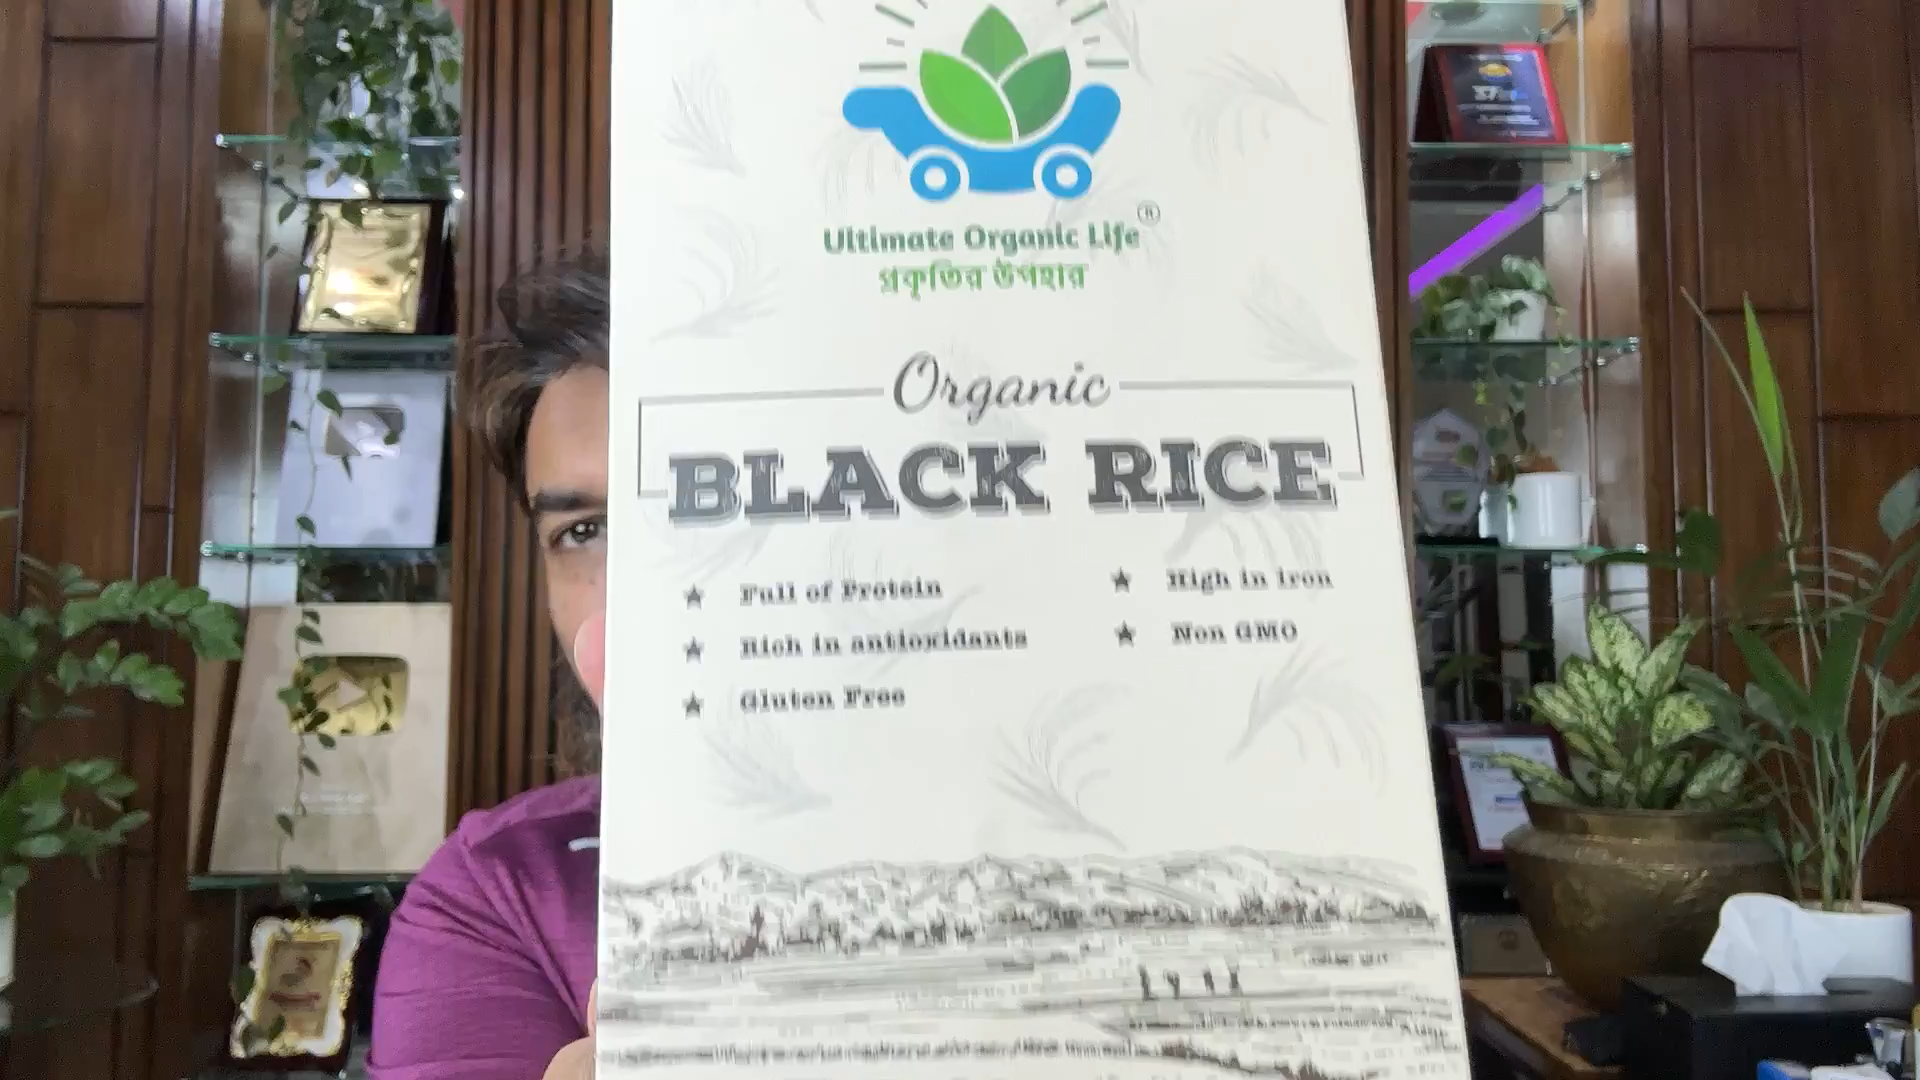 Ultimate Organic Life®
প্রকৃতির উপহার
Organic
BLACK RICE
★ Full of Protein
★ Rich in antioxidants
★ Gluten Free
★ High in iron
★ Non GMO